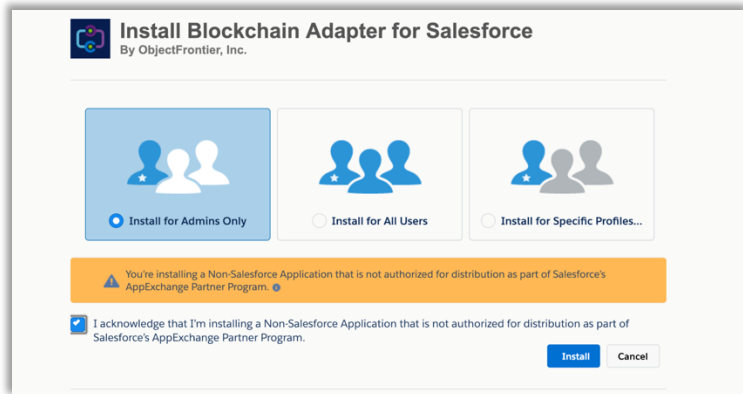 Install Blockchain Adapter for Salesforce
By ObjectFrontier, Inc.
Install for Admins Only
Install for All Users
Install for Specific Profiles...
You're installing a Non-Salesforce Application that is not authorized for distribution as part of Salesforce's
AppExchange Partner Program.
I acknowledge that I'm installing a Non-Salesforce Application that is not authorized for distribution as part of
Salesforce's AppExchange Partner Program.
Install
Cancel